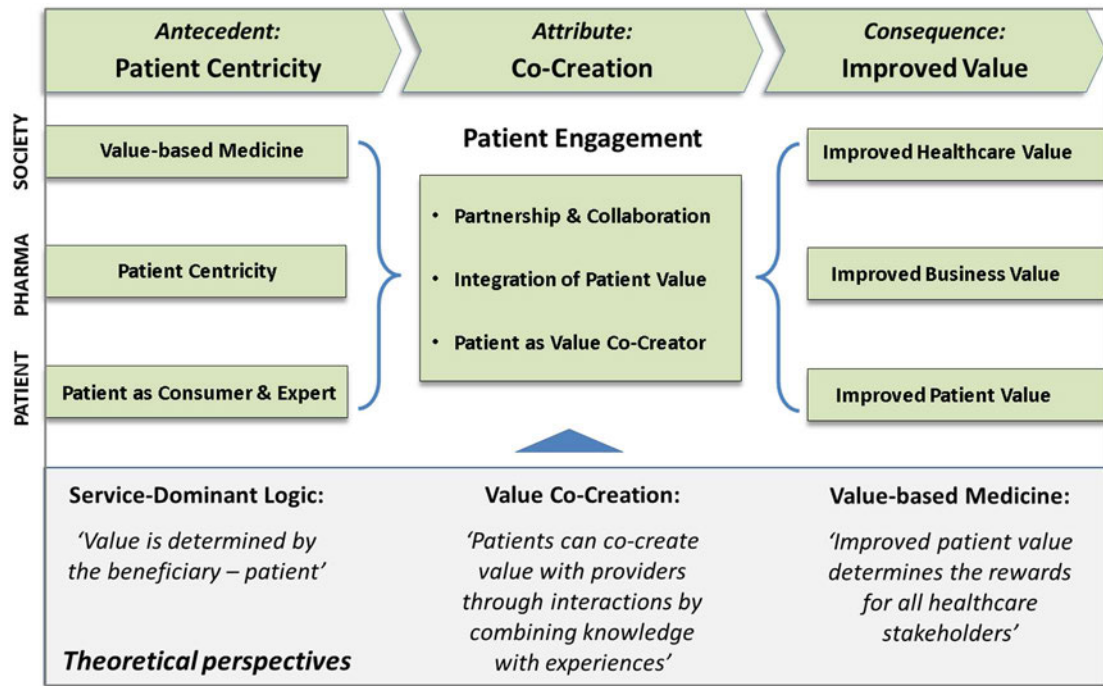 Antecedent:
Patient Centricity
Attribute:
Co-Creation
Consequence:
Improved Value
SOCIETY
PHARMA
PATIENT
Value-based Medicine
Patient Centricity
Patient as Consumer & Expert
Patient Engagement
• Partnership & Collaboration
• Integration of Patient Value
• Patient as Value Co-Creator
Improved Healthcare Value
Improved Business Value
Improved Patient Value
Service-Dominant Logic:
‘Value is determined by
the beneficiary – patient’
Value Co-Creation:
‘Patients can co-create
value with providers
through interactions by
combining knowledge
with experiences’
Value-based Medicine:
‘Improved patient value
determines the rewards
for all healthcare
stakeholders’
Theoretical perspectives